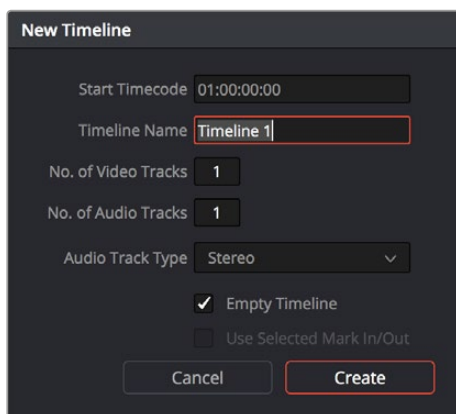 New Timeline
Start Timecode 01:00:00:00
Timeline Name Timeline 1
No. of Video Tracks 1
No. of Audio Tracks 1
Audio Track Type Stereo
Empty Timeline
Use Selected Mark In/Out
Cancel Create